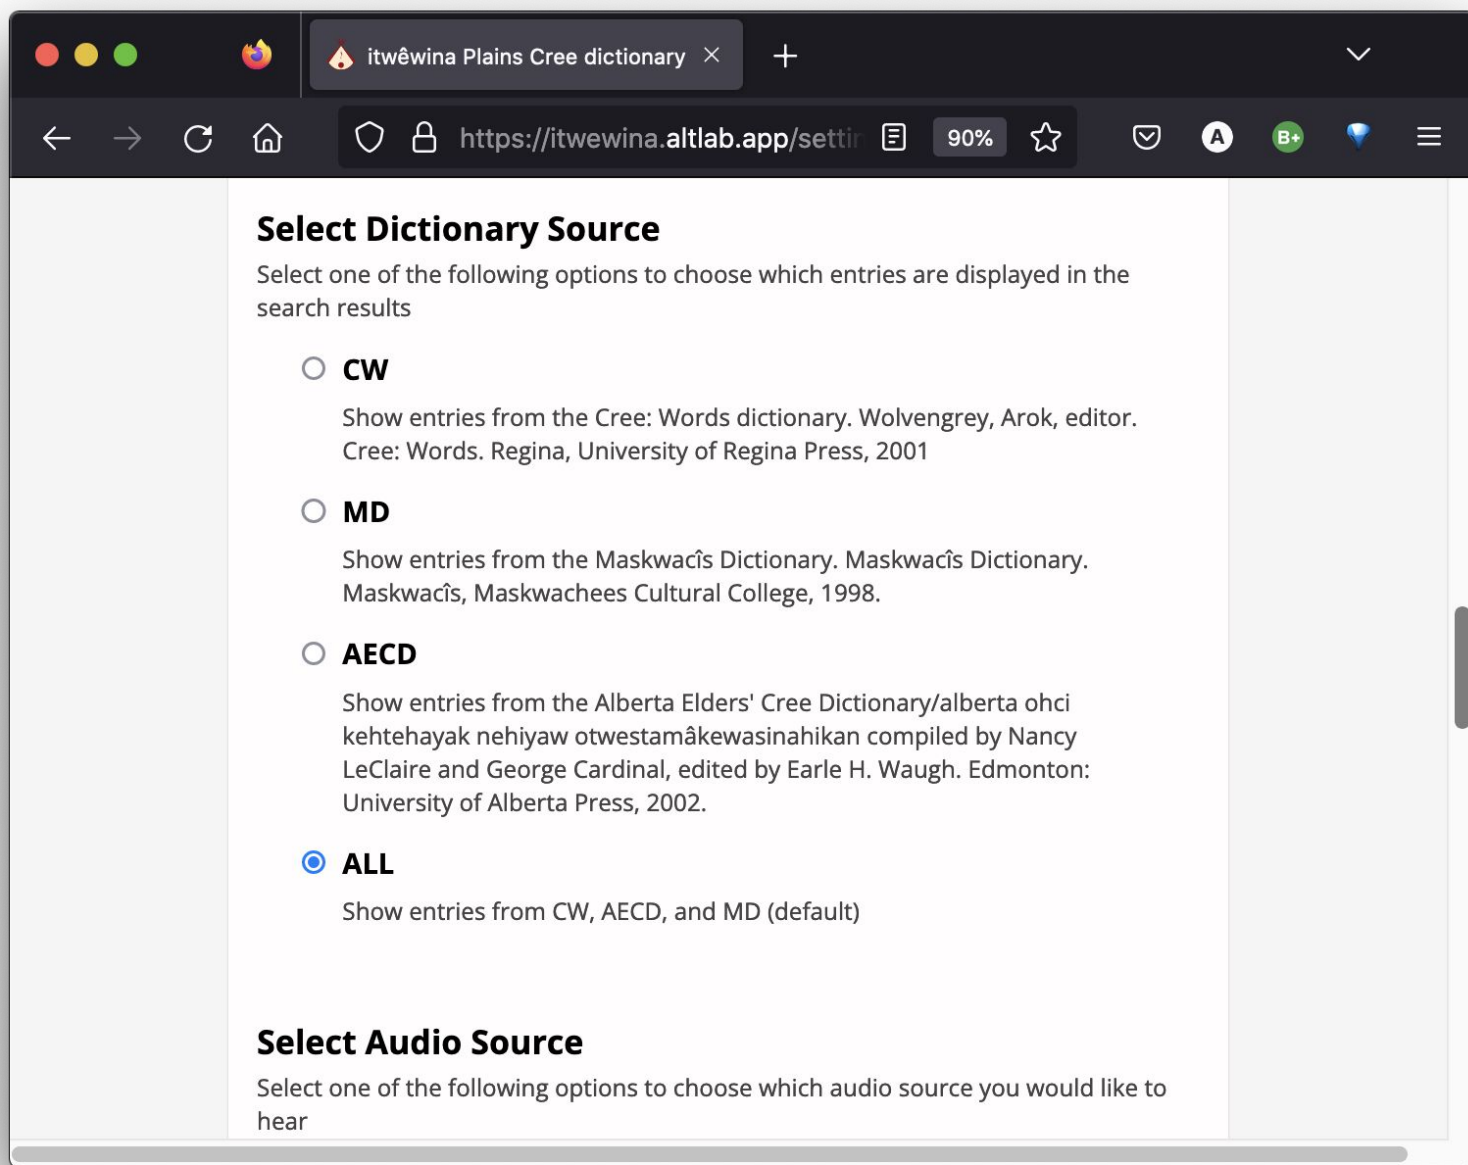 itwêwina Plains Cree dictionary
https://itwewina.altlab.app/settin
90%
A
B+
Select Dictionary Source
Select one of the following options to choose which entries are displayed in the
search results
CW
Show entries from the Cree: Words dictionary. Wolvengrey, Arok, editor.
Cree: Words. Regina, University of Regina Press, 2001
MD
Show entries from the Maskwacîs Dictionary. Maskwacîs Dictionary.
Maskwacîs, Maskwachees Cultural College, 1998.
AECD
Show entries from the Alberta Elders' Cree Dictionary/alberta ohci
kehtehayak nehiyaw otwestamâkewasinahikan compiled by Nancy
LeClaire and George Cardinal, edited by Earle H. Waugh. Edmonton:
University of Alberta Press, 2002.
ALL
Show entries from CW, AECD, and MD (default)
Select Audio Source
Select one of the following options to choose which audio source you would like to
hear